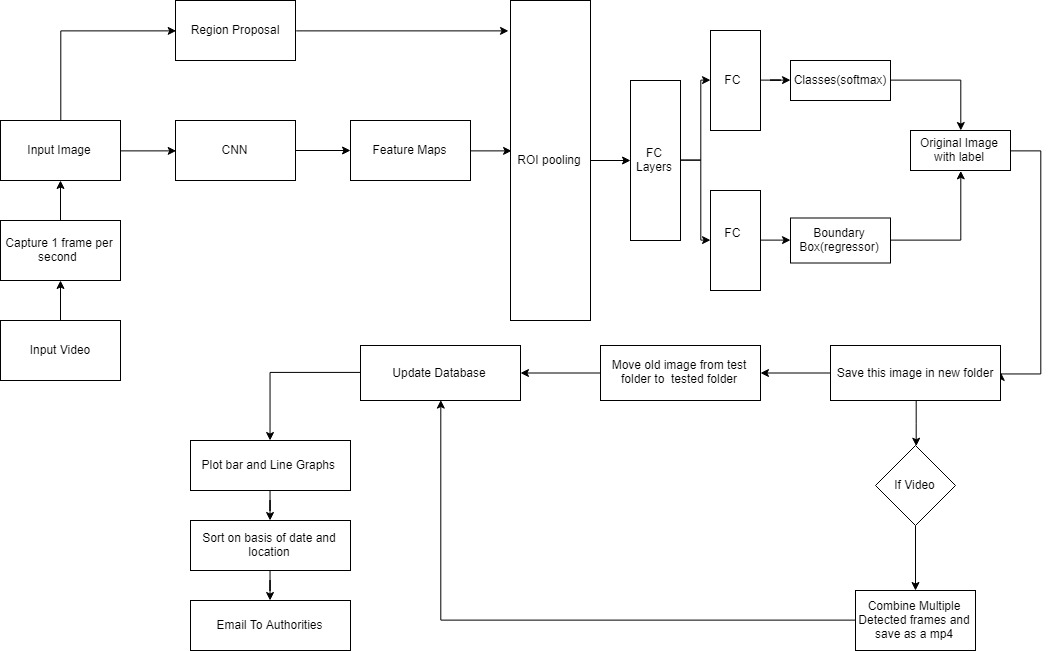 Region Proposal
Input Image
CNN
Feature Maps
ROI pooling
FC
Layers
FC
Classes(softmax)
Original Image
with label
FC
Boundary
Box(regressor)
Capture 1 frame per
second
Input Video
Update Database
Move old image from test
folder to tested folder
Save this image in new folder
Plot bar and Line Graphs
If Video
Sort on basis of date and
location
Email To Authorities
Combine Multiple
Detected frames and
save as a mp4